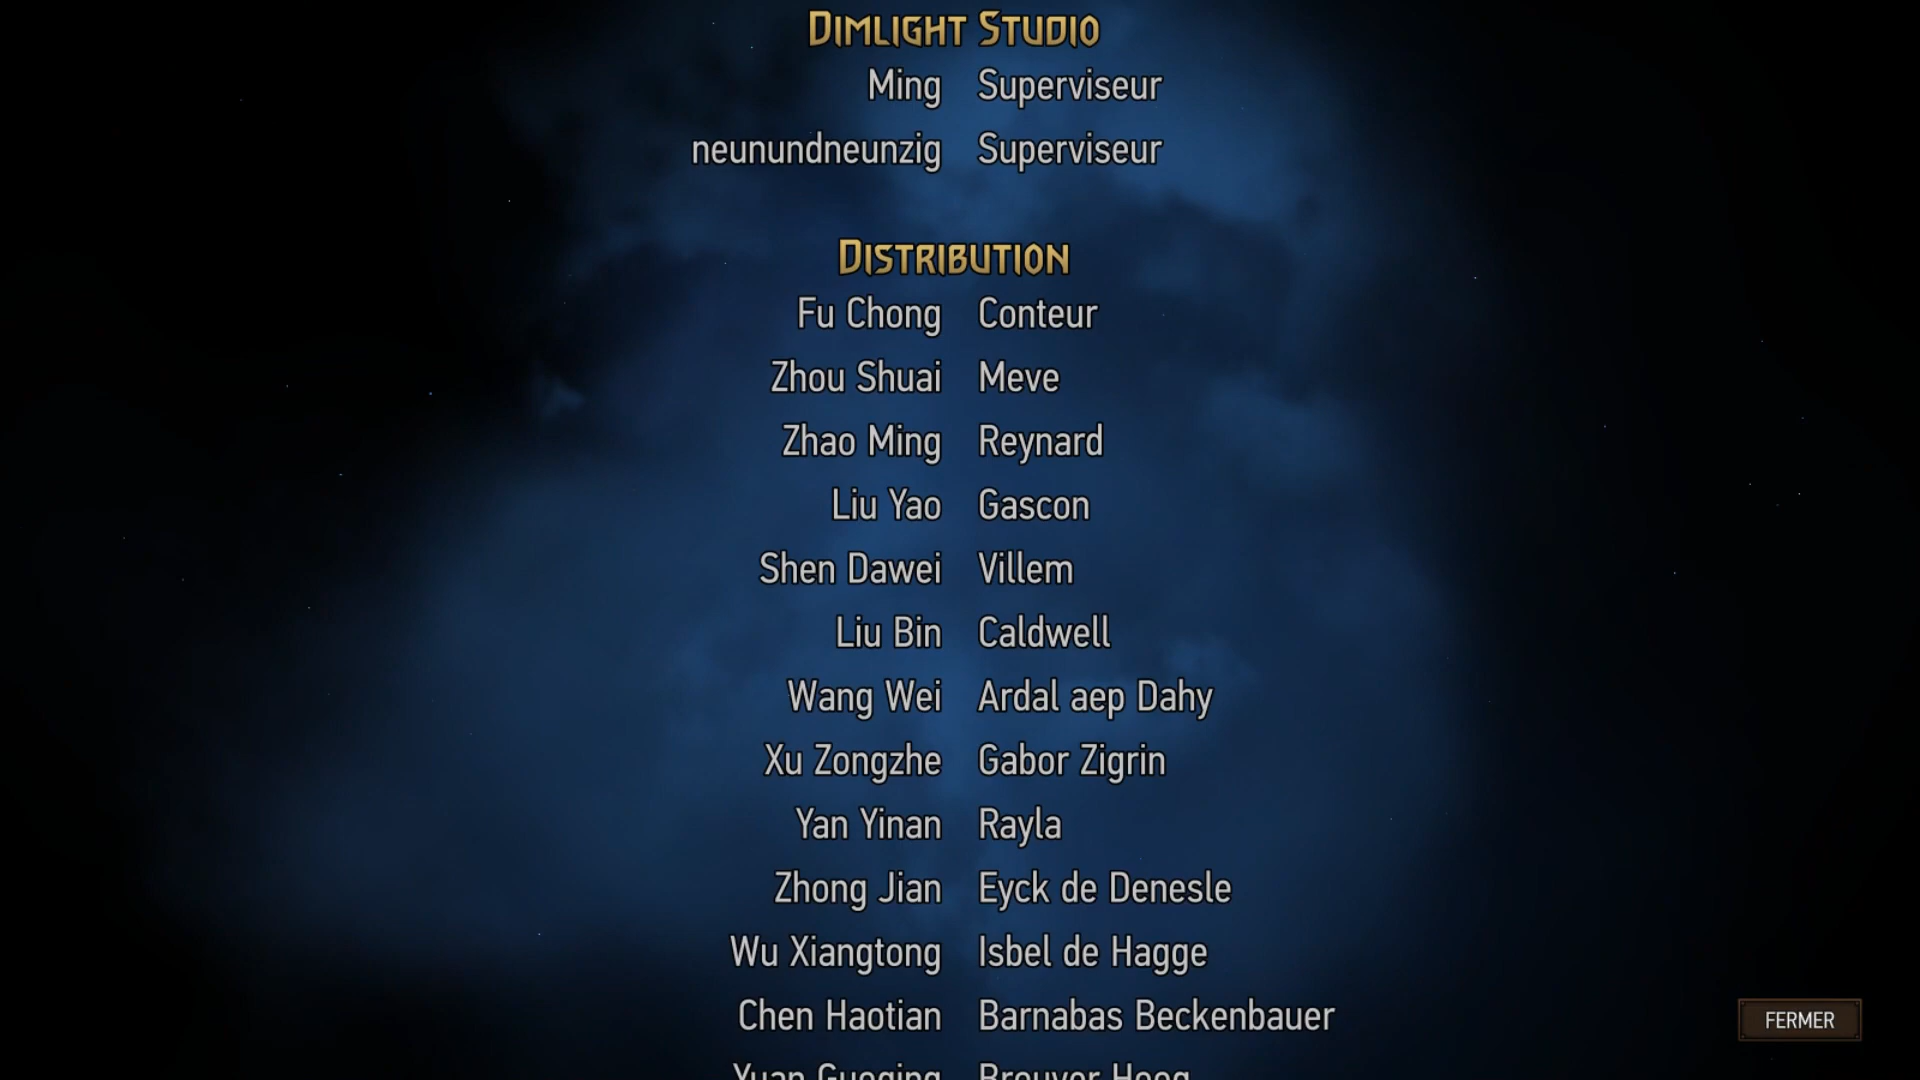 Dimlight Studio
Ming Superviseur
neunundneunzig Superviseur
Distribution
Fu Chong Conteur
Zhou Shuai Meve
Zhao Ming Reynard
Liu Yao Gascon
Shen Dawei Villem
Liu Bin Caldwell
Wang Wei Ardal aep Dahy
Xu Zongzhe Gabor Zigrin
Yan Yinan Rayla
Zhong Jian Eyck de Denesle
Wu Xiangtong Isbel de Hagge
Chen Haotian Barnabas Beckenbauer
FERMER